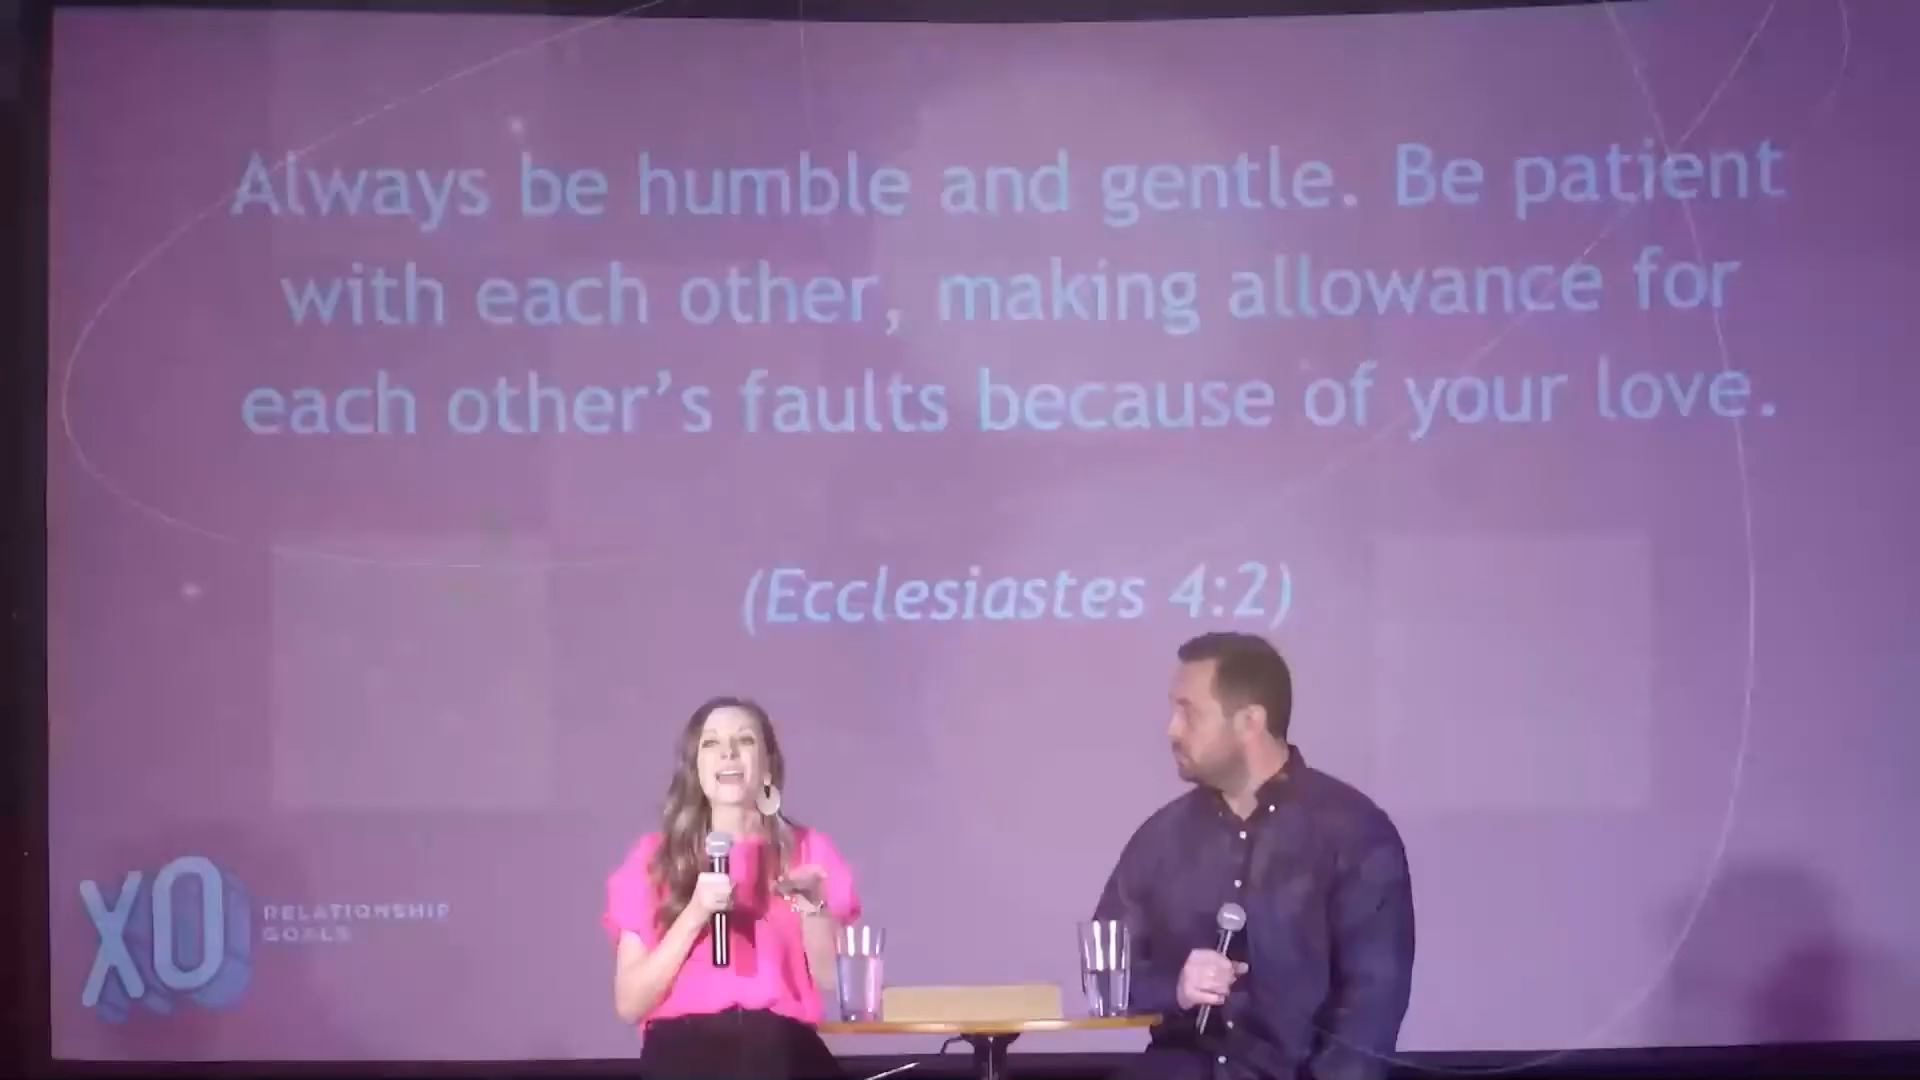 Always be humble and gentle. Be patient
with each other, making allowance for
each other's faults because of your love.
(Ecclesiastes 4:2)
XO
RELATIONSHIP
GOALS